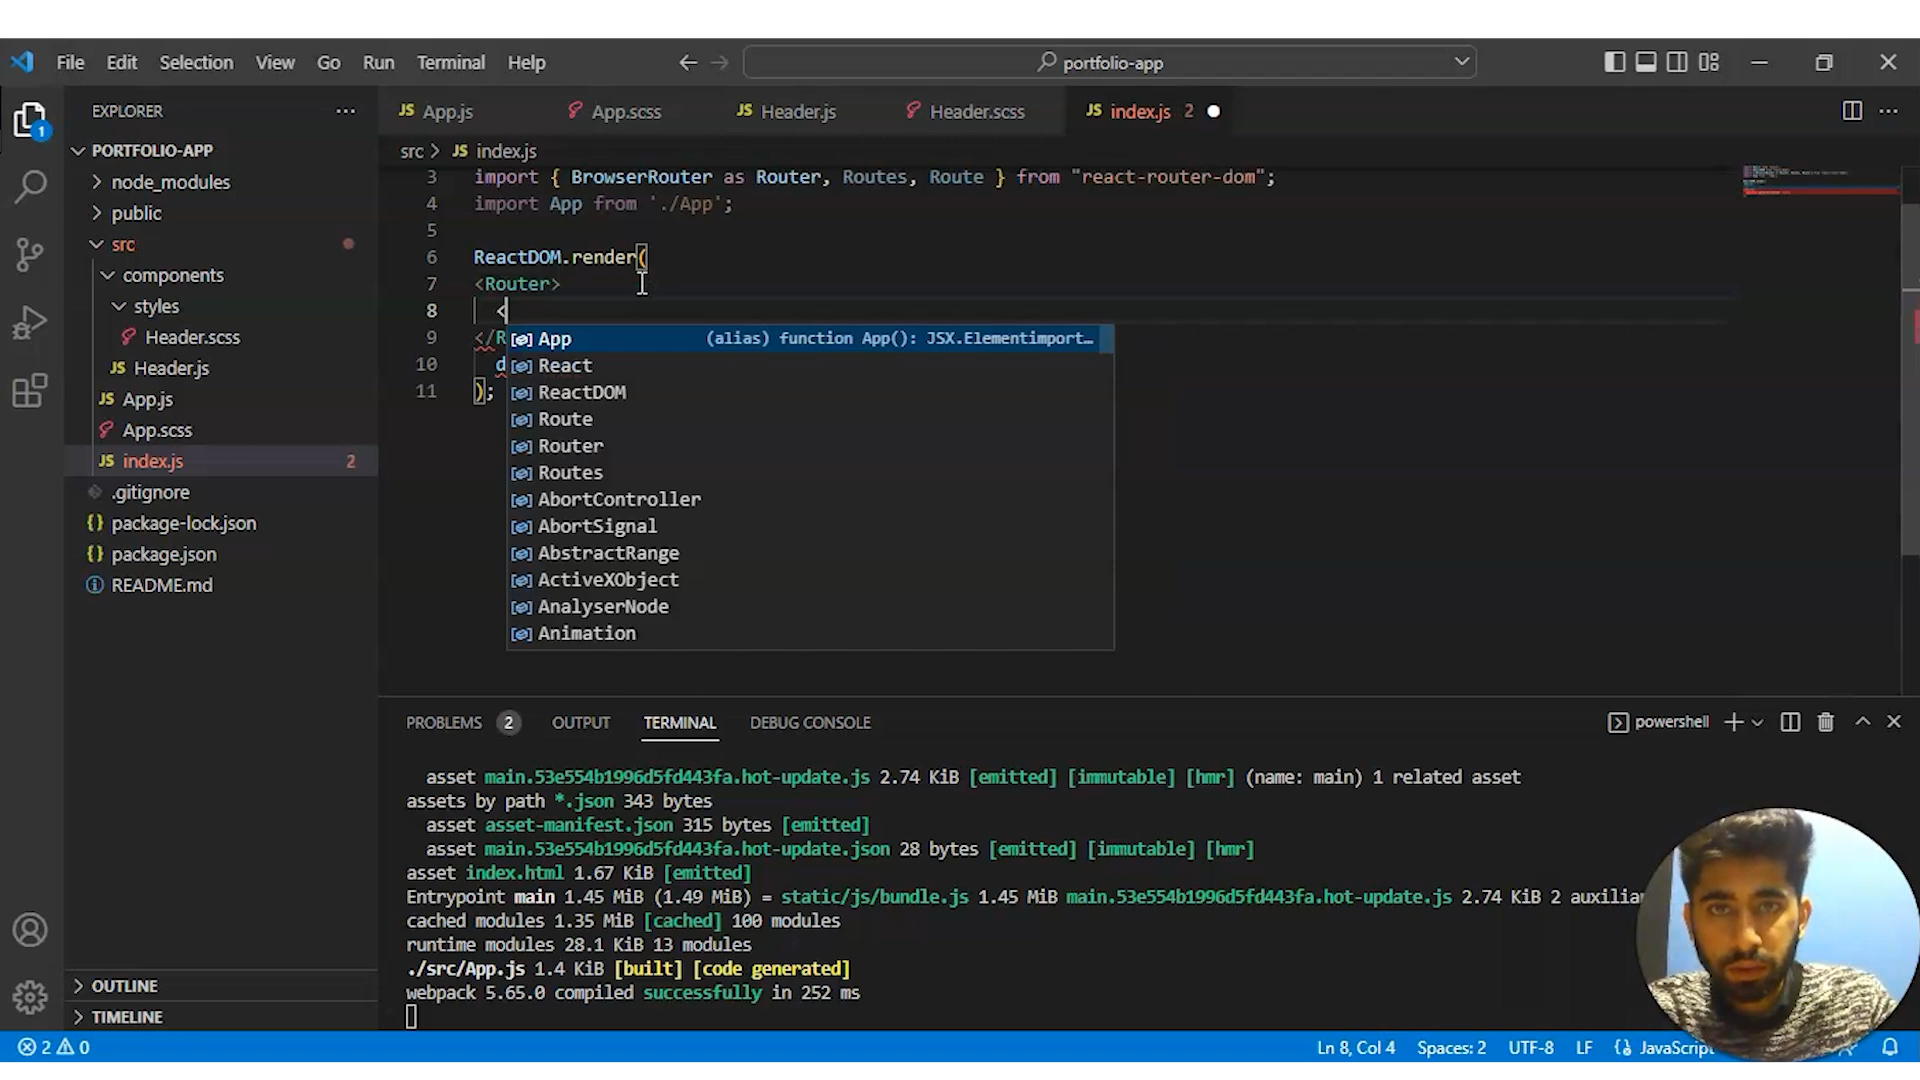 File Edit Selection View Go Run Terminal Help
portfolio-app
EXPLORER
PORTFOLIO-APP
node_modules
public
src
components
styles
Header.scss
JS Header.js
JS App.js
App.scss
JS index.js 2
.gitignore
{} package-lock.json
{} package.json
README.md
OUTLINE
TIMELINE
1
JS App.js App.scss JS Header.js Header.scss JS index.js 2
src > JS index.js
3 import { BrowserRouter as Router, Routes, Route } from "react-router-dom";
4 import App from './App';
5
6 ReactDOM.render(
7 <Router>
8 <
9 </R
10 d
11 );
App (alias) function App(): JSX.Elementimport…
React
ReactDOM
Route
Router
Routes
AbortController
AbortSignal
AbstractRange
ActiveXObject
AnalyserNode
Animation
PROBLEMS 2 OUTPUT TERMINAL DEBUG CONSOLE
powershell
asset main.53e554b1996d5fd443fa.hot-update.js 2.74 KiB [emitted] [immutable] [hmr] (name: main) 1 related asset
assets by path *.json 343 bytes
asset asset-manifest.json 315 bytes [emitted]
asset main.53e554b1996d5fd443fa.hot-update.json 28 bytes [emitted] [immutable] [hmr]
asset index.html 1.67 KiB [emitted]
Entrypoint main 1.45 MiB (1.49 MiB) = static/js/bundle.js 1.45 MiB main.53e554b1996d5fd443fa.hot-update.js 2.74 KiB 2 auxilia
cached modules 1.35 MiB [cached] 100 modules
runtime modules 28.1 KiB 13 modules
./src/App.js 1.4 KiB [built] [code generated]
webpack 5.65.0 compiled successfully in 252 ms
2 0
Ln 8, Col 4 Spaces: 2 UTF-8 LF JavaScript